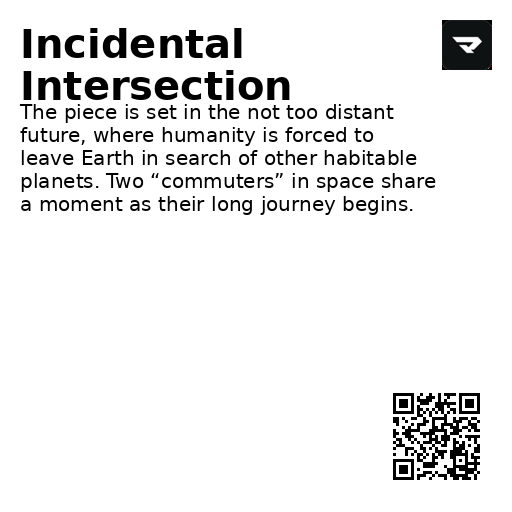 Incidental
Intersection
The piece is set in the not too distant
future, where humanity is forced to
leave Earth in search of other habitable
planets. Two “commuters” in space share
a moment as their long journey begins.